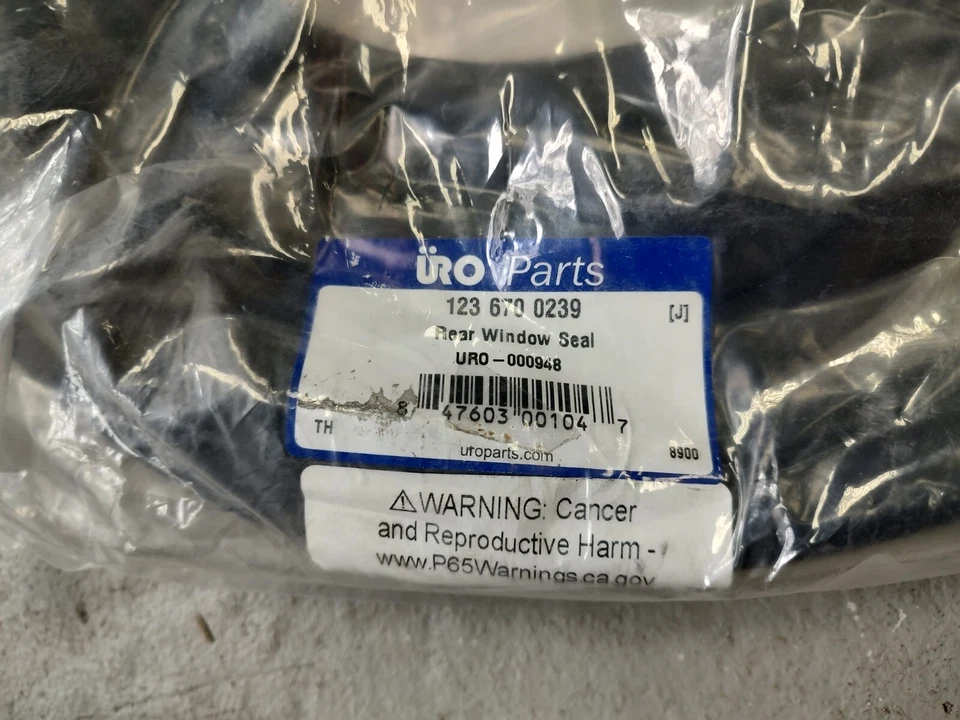 ÜRO Parts
123 670 0239
[J]
Rear Window Seal
URO-000948
8 47603 00104 7
TH
uroparts.com
8900
⚠WARNING: Cancer
and Reproductive Harm -
www.P65Warnings.ca.gov